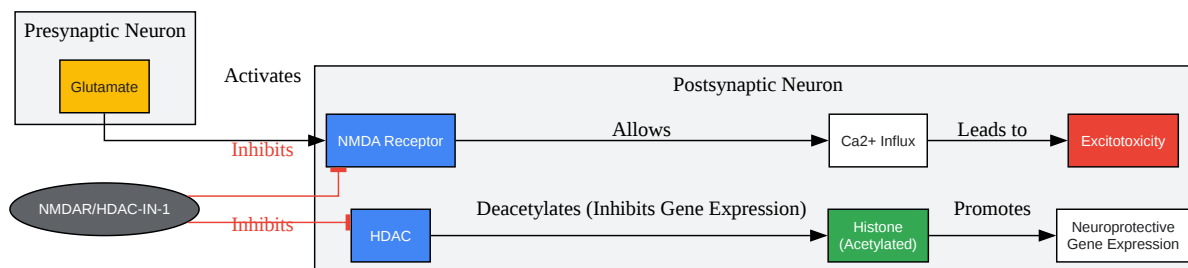 Presynaptic Neuron
Glutamate
Activates
Postsynaptic Neuron
NMDA Receptor
Allows
Ca2+ Influx
Leads to
Excitotoxicity
Inhibits
NMDAR/HDAC-IN-1
Inhibits
HDAC
Deacetylates (Inhibits Gene Expression)
Histone
(Acetylated)
Promotes
Neuroprotective
Gene Expression